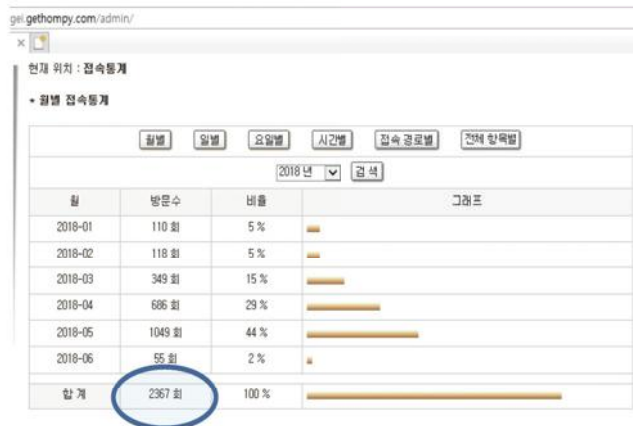 gei.gethompy.com/admin/
현재 위치 : 접속통계
* 월별 접속통계
월별 일별 요일별 시간별 접속 경로별 전체 항목별
2018 년 검 색
월 방문수 비율 그래프
2018-01 110 회 5 %
2018-02 118 회 5 %
2018-03 349 회 15 %
2018-04 686 회 29 %
2018-05 1049 회 44 %
2018-06 55 회 2 %
합 계 2367 회 100 %